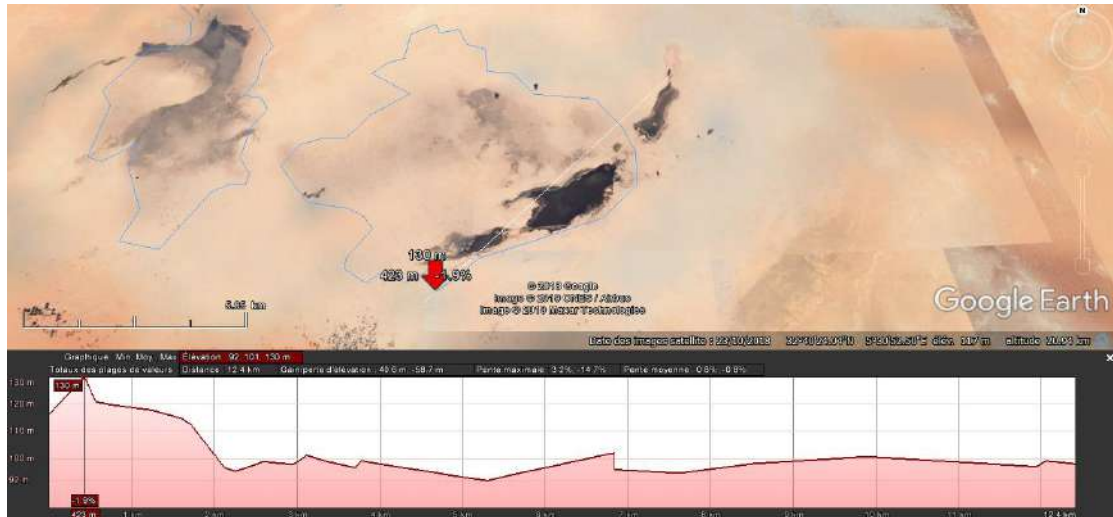 N
130 m
423 m -1.9%
© 2018 Google
Image © 2019 CNES / Airbus
Image © 2019 Maxar Technologies
Google Earth
km
Date des images satellite : 23/10/2018 élév. 117 m altitude km
Graphique : Min, Moy, Max Élévation : 92, 101, 130 m
Totaux des plages de valeurs : Distance : 12.4 km Gain/perte d'élévation : 40.6 m, -58.7 m Pente maximale : 3.2%, -14.7% Pente moyenne : 0.8%, -0.8%
130 m
130 m
120 m
110 m
100 m
92 m
-1.9%
423 m 1 km 2 km 3 km 4 km 5 km 6 km 7 km 8 km 9 km 10 km 11 km 12.4 km